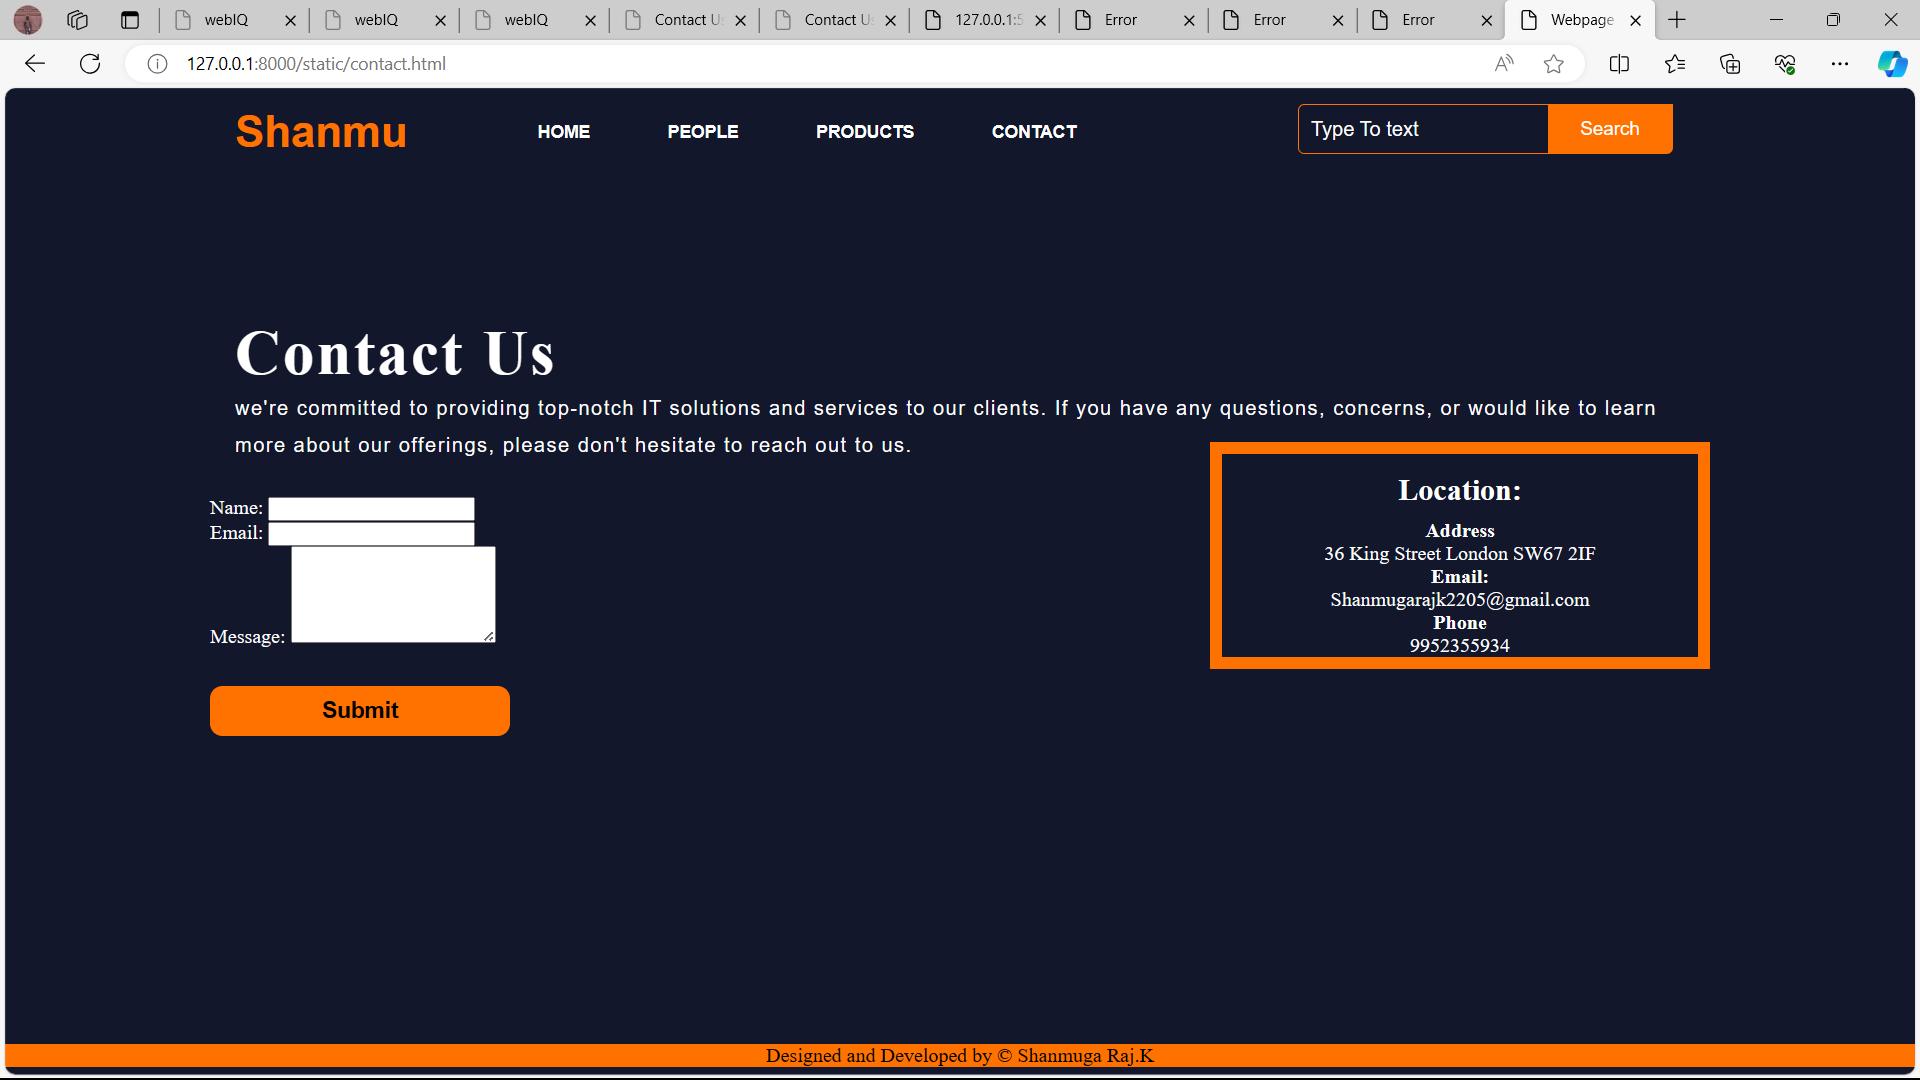 webIQ
webIQ
webIQ
Contact U
Contact U
127.0.0.1:5
Error
Error
Error
Webpage
127.0.0.1:8000/static/contact.html
Shanmu
HOME
PEOPLE
PRODUCTS
CONTACT
Type To text
Search
Contact Us
we're committed to providing top-notch IT solutions and services to our clients. If you have any questions, concerns, or would like to learn
more about our offerings, please don't hesitate to reach out to us.
Name:
Email:
Message:
Submit
Location:
Address
36 King Street London SW67 2IF
Email:
Shanmugarajk2205@gmail.com
Phone
9952355934
Designed and Developed by © Shanmuga Raj.K